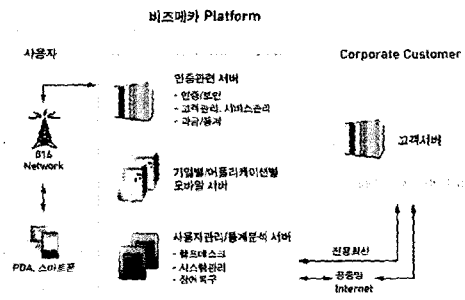 비즈메카 Platform
사용자
Corporate Customer
인증관련 서버
- 인증/보안
- 고객관리, 서비스관리
- 과금/통계
016
Network
고객서버
기업별/어플리케이션별
모바일 서버
사용자관리/통계분석 서버
- 헬프데스크
- 시스템관리
- 장애복구
PDA, 스마트폰
전용회선
공중망
Internet